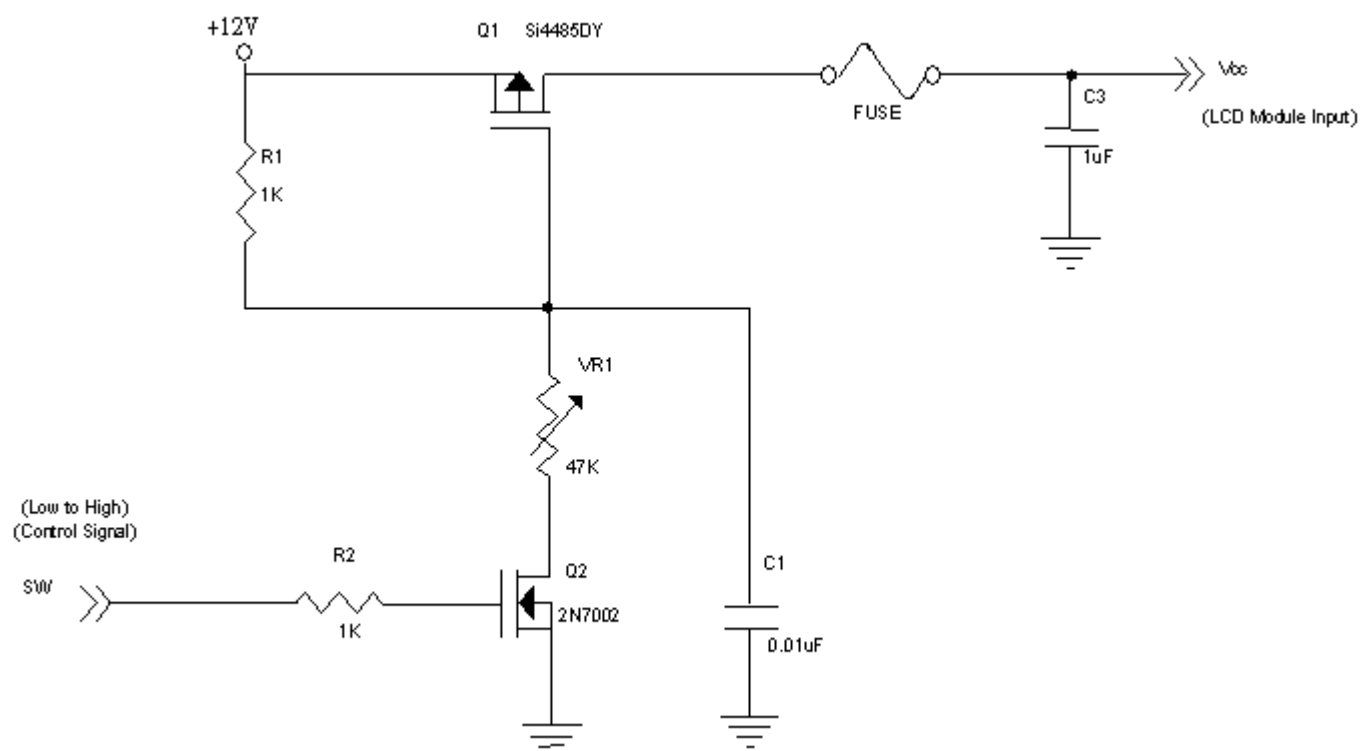 +12V
Q1 Si4485DY
FUSE
Vcc
(LCD Module Input)
C3
1uF
R1
1K
VR1
47K
(Low to High)
(Control Signal)
SW
R2
1K
Q2
2N7002
C1
0.01uF